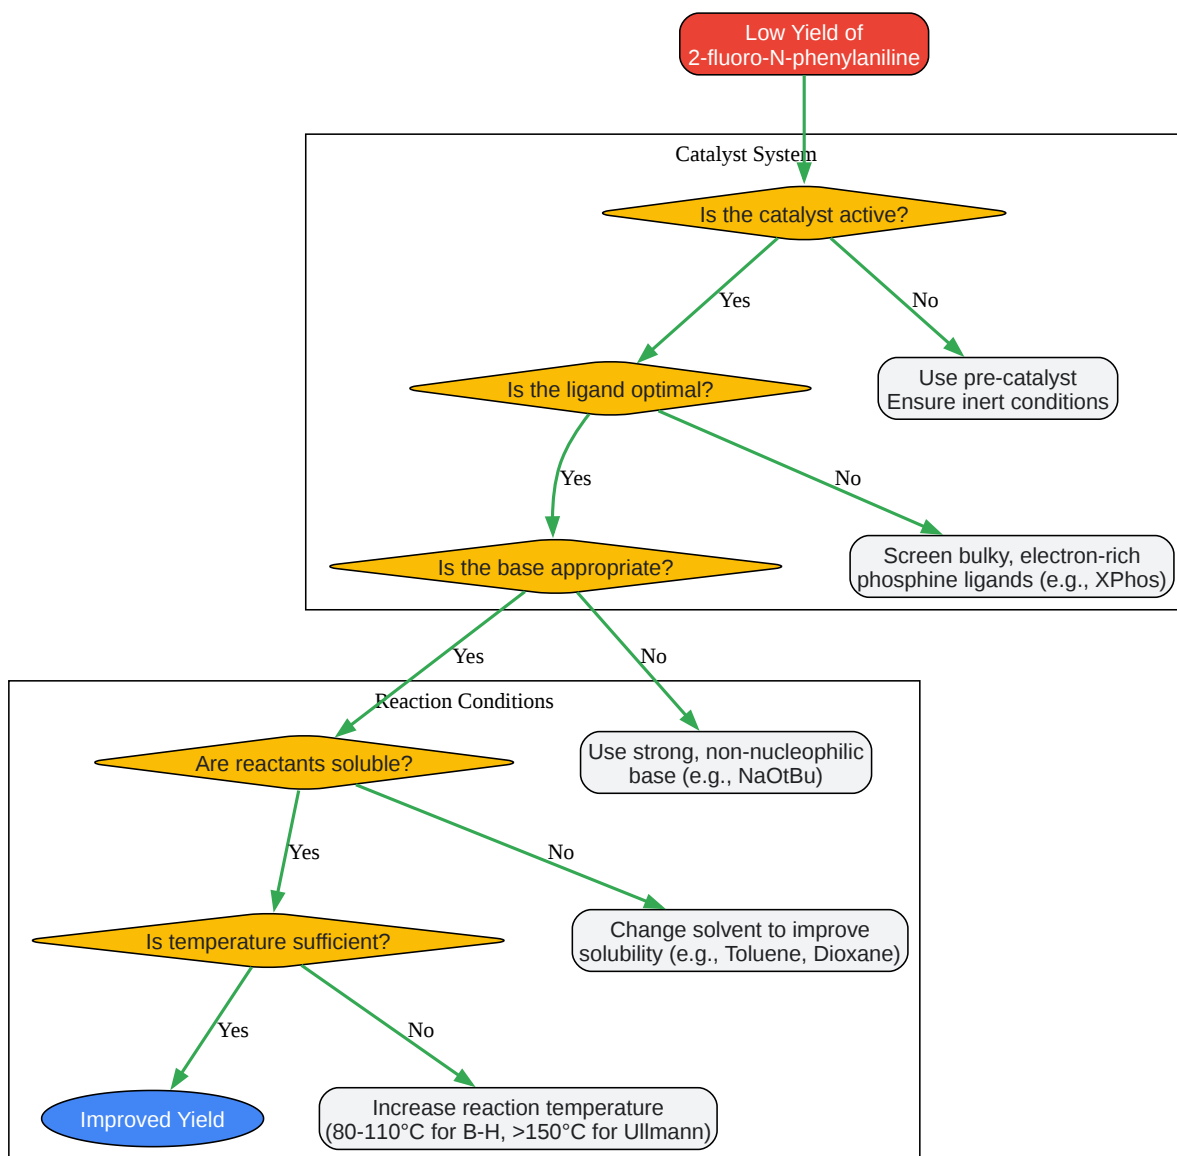 Low Yield of
2-fluoro-N-phenylaniline
Catalyst System
Is the catalyst active?
Yes
No
Is the ligand optimal?
Use pre-catalyst
Ensure inert conditions
Yes
No
Is the base appropriate?
Screen bulky, electron-rich
phosphine ligands (e.g., XPhos)
Yes
No
Reaction Conditions
Are reactants soluble?
Use strong, non-nucleophilic
base (e.g., NaOtBu)
Yes
No
Is temperature sufficient?
Change solvent to improve
solubility (e.g., Toluene, Dioxane)
Yes
No
Improved Yield
Increase reaction temperature
(80-110°C for B-H, >150°C for Ullmann)